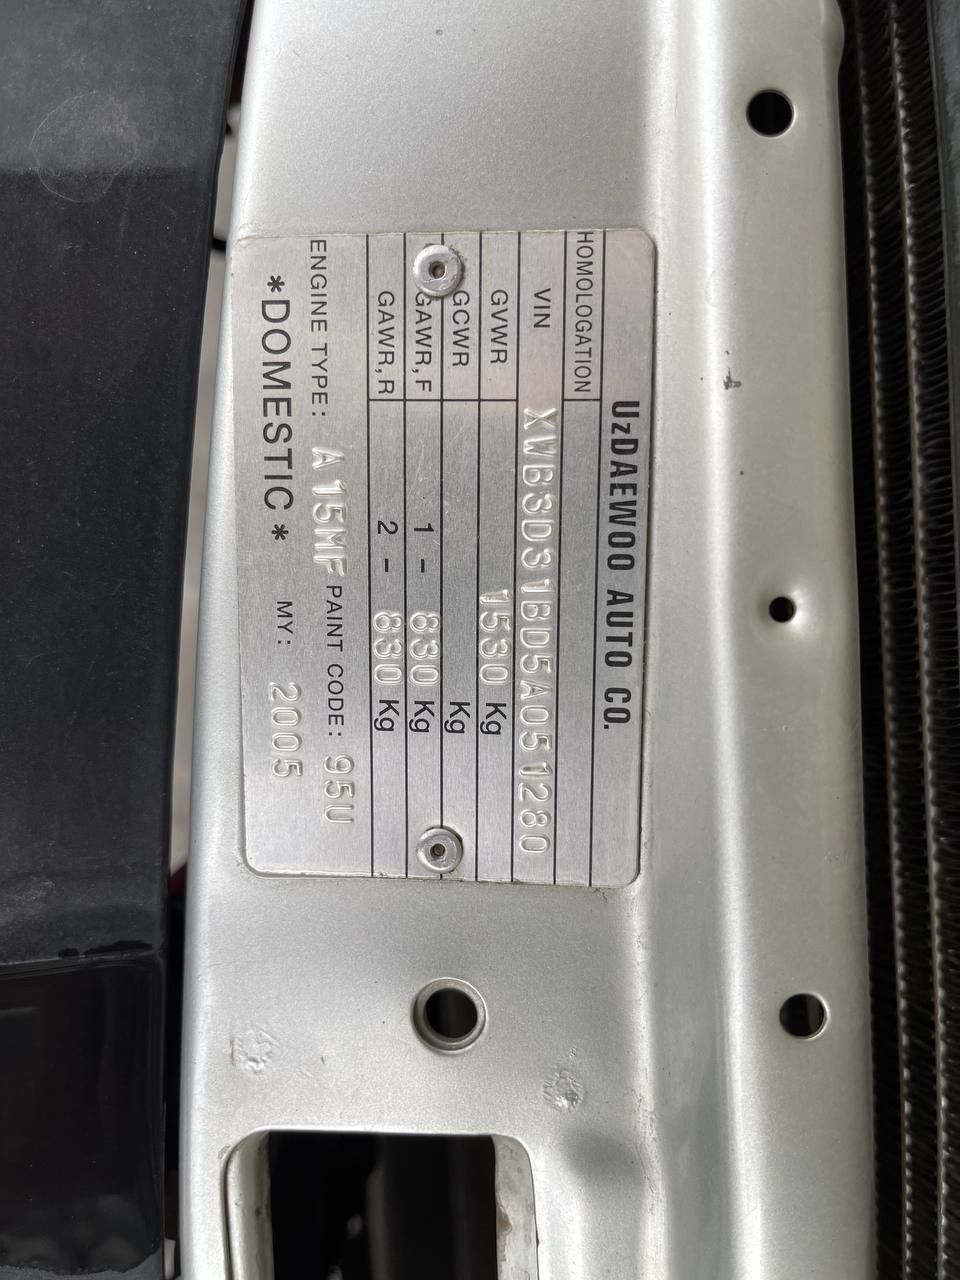 UzDAEWOO AUTO CO.
HOMOLOGATION
VIN XWB3D31BD5A051280
GVWR 1530 Kg
GCWR Kg
GAWR,F 1 - 830 Kg
GAWR,R 2 - 830 Kg
ENGINE TYPE: A15MF PAINT CODE: 95U
*DOMESTIC* MY: 2005